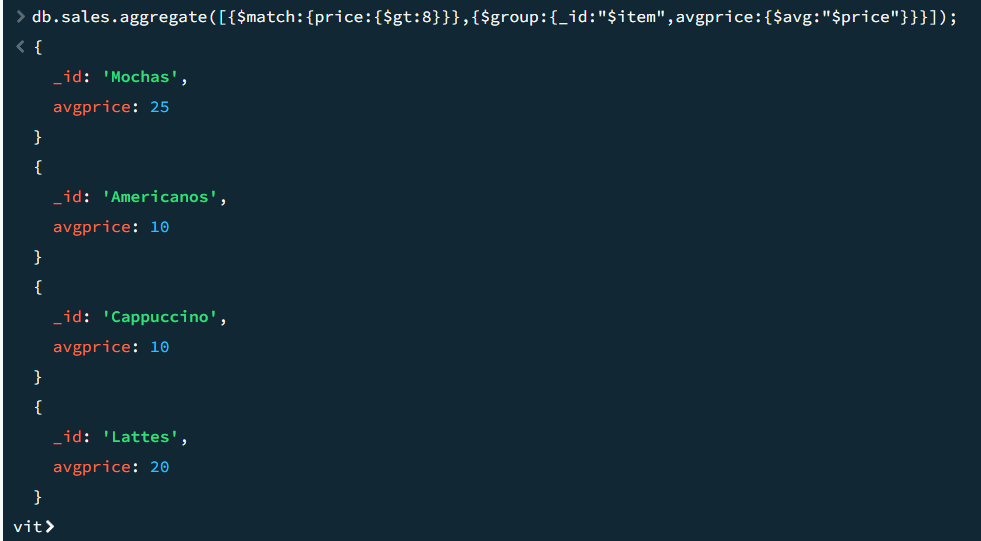 > db.sales.aggregate([{$match:{price:{$gt:8}}},{$group:{_id:"$item",avgprice:{$avg:"$price"}}}]);
< {
_id: 'Mochas',
avgprice: 25
}
{
_id: 'Americanos',
avgprice: 10
}
{
_id: 'Cappuccino',
avgprice: 10
}
{
_id: 'Lattes',
avgprice: 20
}
vit>